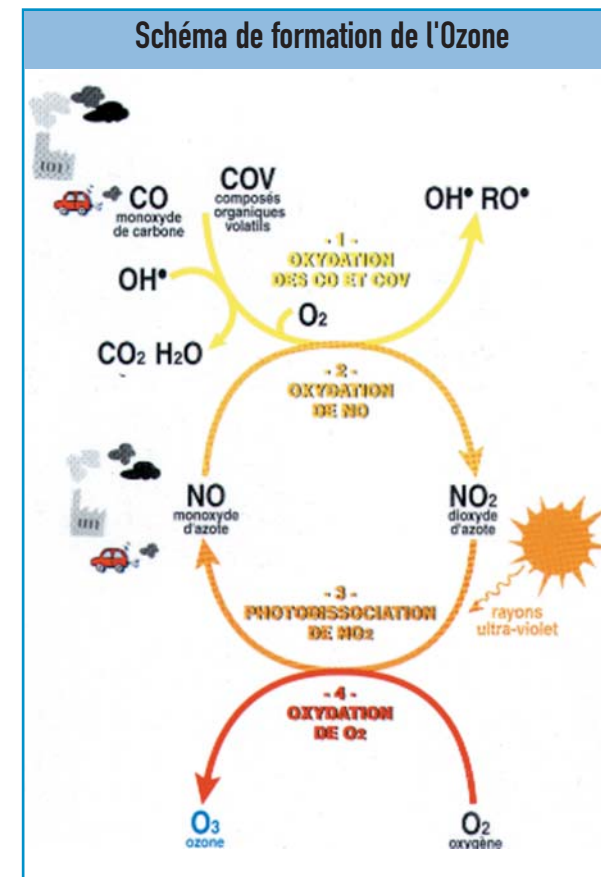 Schéma de formation de l'Ozone
CO
monoxyde
de carbone
COV
composés
organiques
volatils
OH• RO•
- 1 -
OXYDATION
DES CO ET COV
OH•
O2
CO2 H2O
- 2 -
OXYDATION
DE NO
NO
monoxyde
d'azote
NO2
dioxyde
d'azote
- 3 -
PHOTODISSOCIATION
DE NO2
rayons
ultra-violet
- 4 -
OXYDATION
DE O2
O3
ozone
O2
oxygène